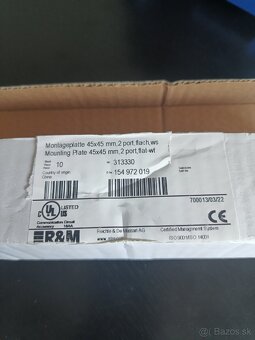 Montageplatte 45x45 mm,2 port,flach,ws
Mounting Plate 45x45 mm,2 port,flat-wt
10
313330
Country of origin
China
154 972 019
700013/03/22
UL LISTED
Communication Circuit
Accessory
R&M
Reichle & De-Massari AG
Certified Management System
ISO 9001/ISO 14001
CE
bazos.sk